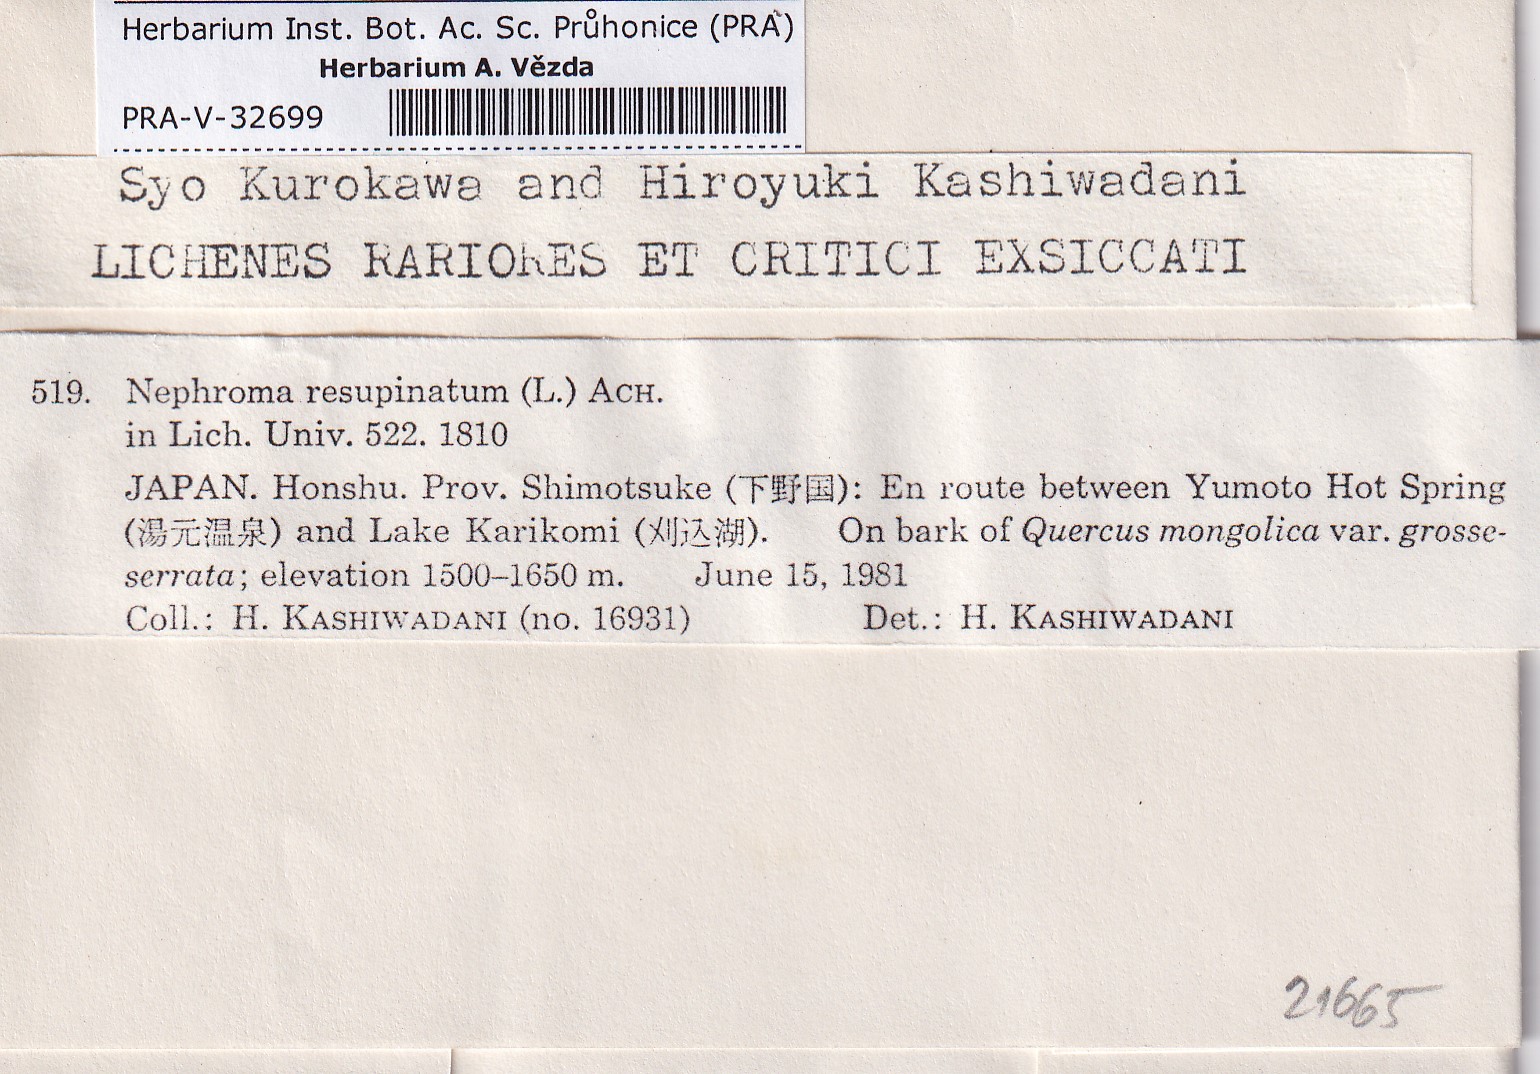 Herbarium Inst. Bot. Ac. Sc. Průhonice (PRA)
Herbarium A. Vězda
PRA-V-32699
Syo Kurokawa and Hiroyuki Kashiwadani
LICHENES RARIORES ET CRITICI EXSICCATI
519. Nephroma resupinatum (L.) ACH.
in Lich. Univ. 522. 1810
JAPAN. Honshu. Prov. Shimotsuke (下野国): En route between Yumoto Hot Spring
(湯元温泉) and Lake Karikomi (刈込湖). On bark of Quercus mongolica var. grosse-
serrata; elevation 1500–1650 m. June 15, 1981
Coll.: H. KASHIWADANI (no. 16931) Det.: H. KASHIWADANI
21665